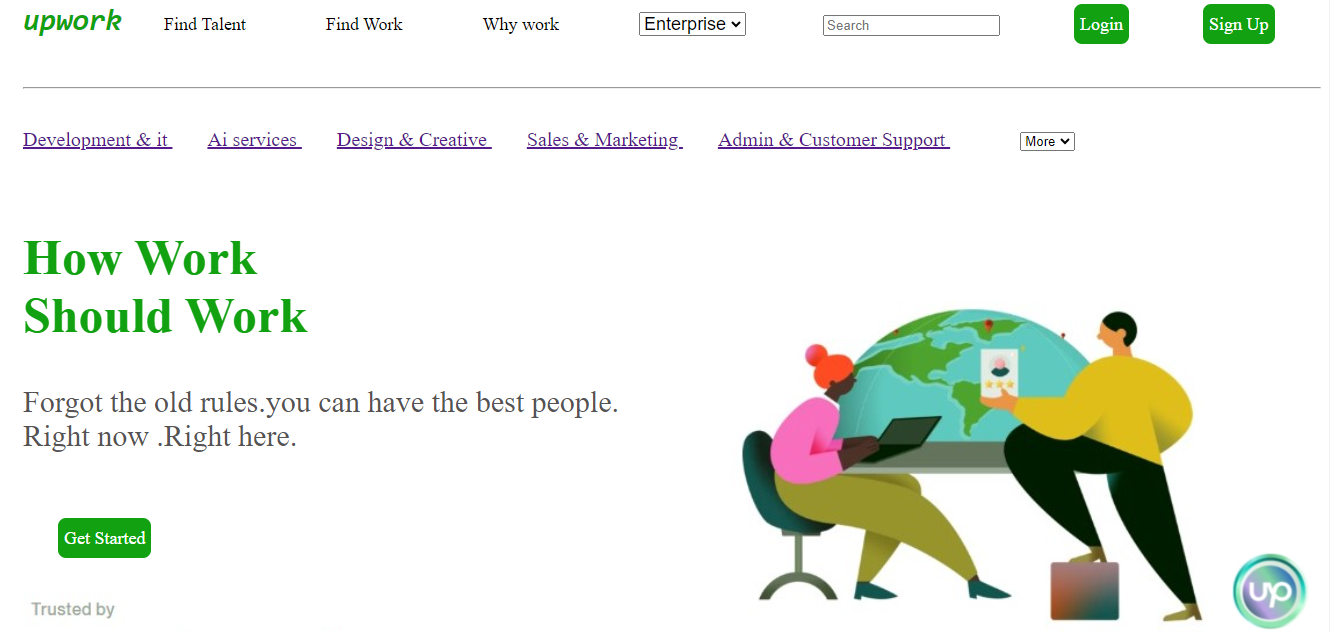 upwork Find Talent Find Work Why work Enterprise Search Login Sign Up
Development & it Ai services Design & Creative Sales & Marketing Admin & Customer Support More
How Work
Should Work
Forgot the old rules.you can have the best people.
Right now .Right here.
Get Started
Trusted by
up